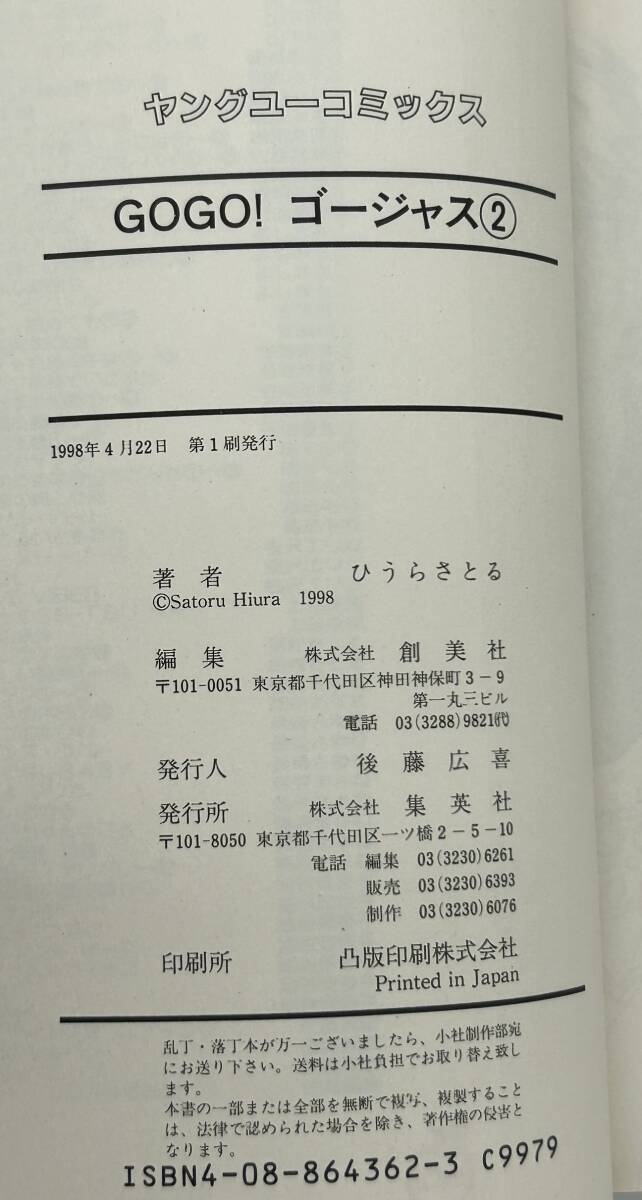 ヤングユーコミックス
GOGO! ゴージャス②
1998年4月22日 第1刷発行
著者 ひうらさとる
©Satoru Hiura 1998
編集 株式会社 創美社
〒101-0051 東京都千代田区神田神保町3-9
第一丸三ビル
電話 03(3288)9821㈹
発行人 後藤広喜
発行所 株式会社 集英社
〒101-8050 東京都千代田区一ツ橋2-5-10
電話 編集 03(3230)6261
販売 03(3230)6393
制作 03(3230)6076
印刷所 凸版印刷株式会社
Printed in Japan
乱丁・落丁本が万一ございましたら、小社制作部宛
にお送り下さい。送料は小社負担でお取り替え致し
ます。
本書の一部または全部を無断で複写、複製すること
は、法律で認められた場合を除き、著作権の侵害と
なります。
ISBN4-08-864362-3 C9979